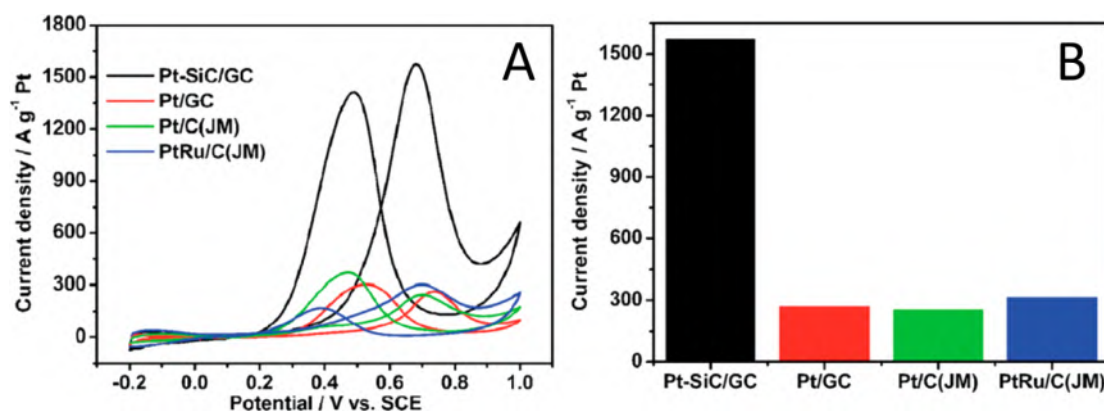 A
1800
1500
1200
900
600
300
0
Current density / A g⁻¹ Pt
Pt-SiC/GC
Pt/GC
Pt/C(JM)
PtRu/C(JM)
-0.2 0.0 0.2 0.4 0.6 0.8 1.0
Potential / V vs. SCE
B
1500
1200
900
600
300
0
Current density / A g⁻¹ Pt
Pt-SiC/GC Pt/GC Pt/C(JM) PtRu/C(JM)